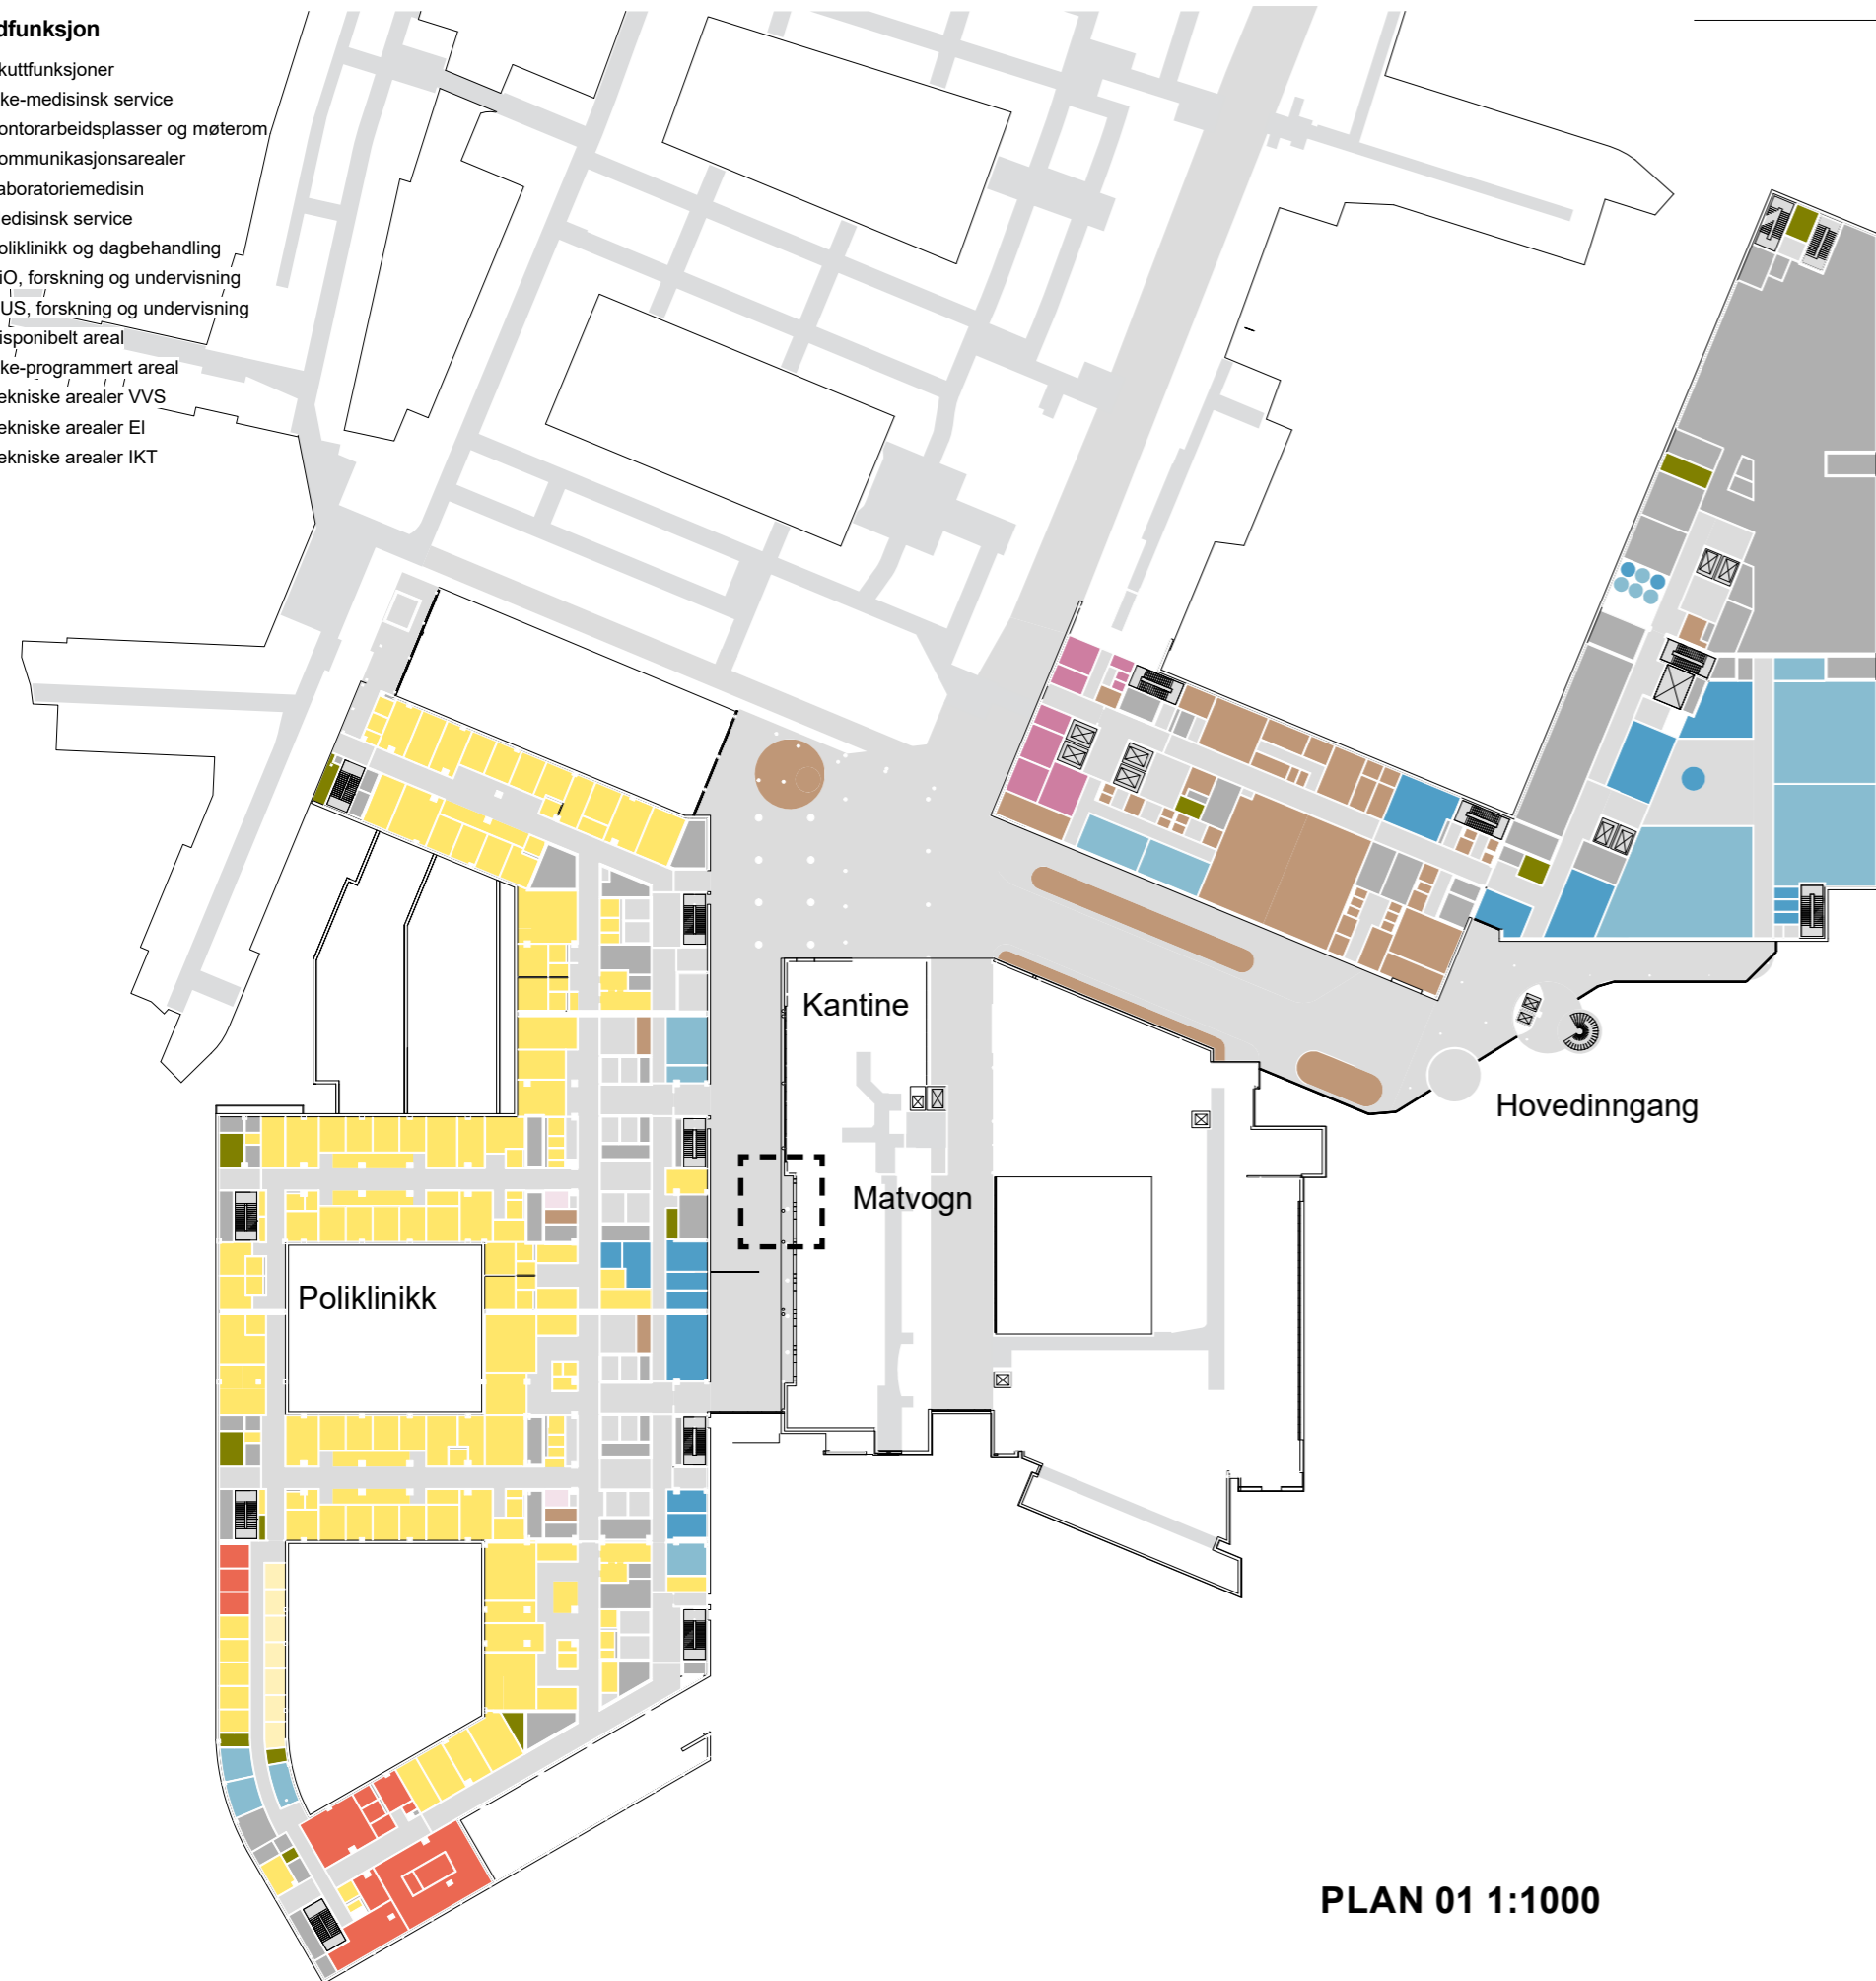 dfunksjon
kuttfunksjoner
ke-medisinsk service
ontorarbeidsplasser og møterom
ommunikasjonsarealer
aboratoriemedisin
edisinsk service
oliklinikk og dagbehandling
iO, forskning og undervisning
US, forskning og undervisning
isponibelt areal
ke-programmert areal
ekniske arealer VVS
ekniske arealer El
ekniske arealer IKT
Kantine
Hovedinngang
Matvogn
Poliklinikk
PLAN 01 1:1000